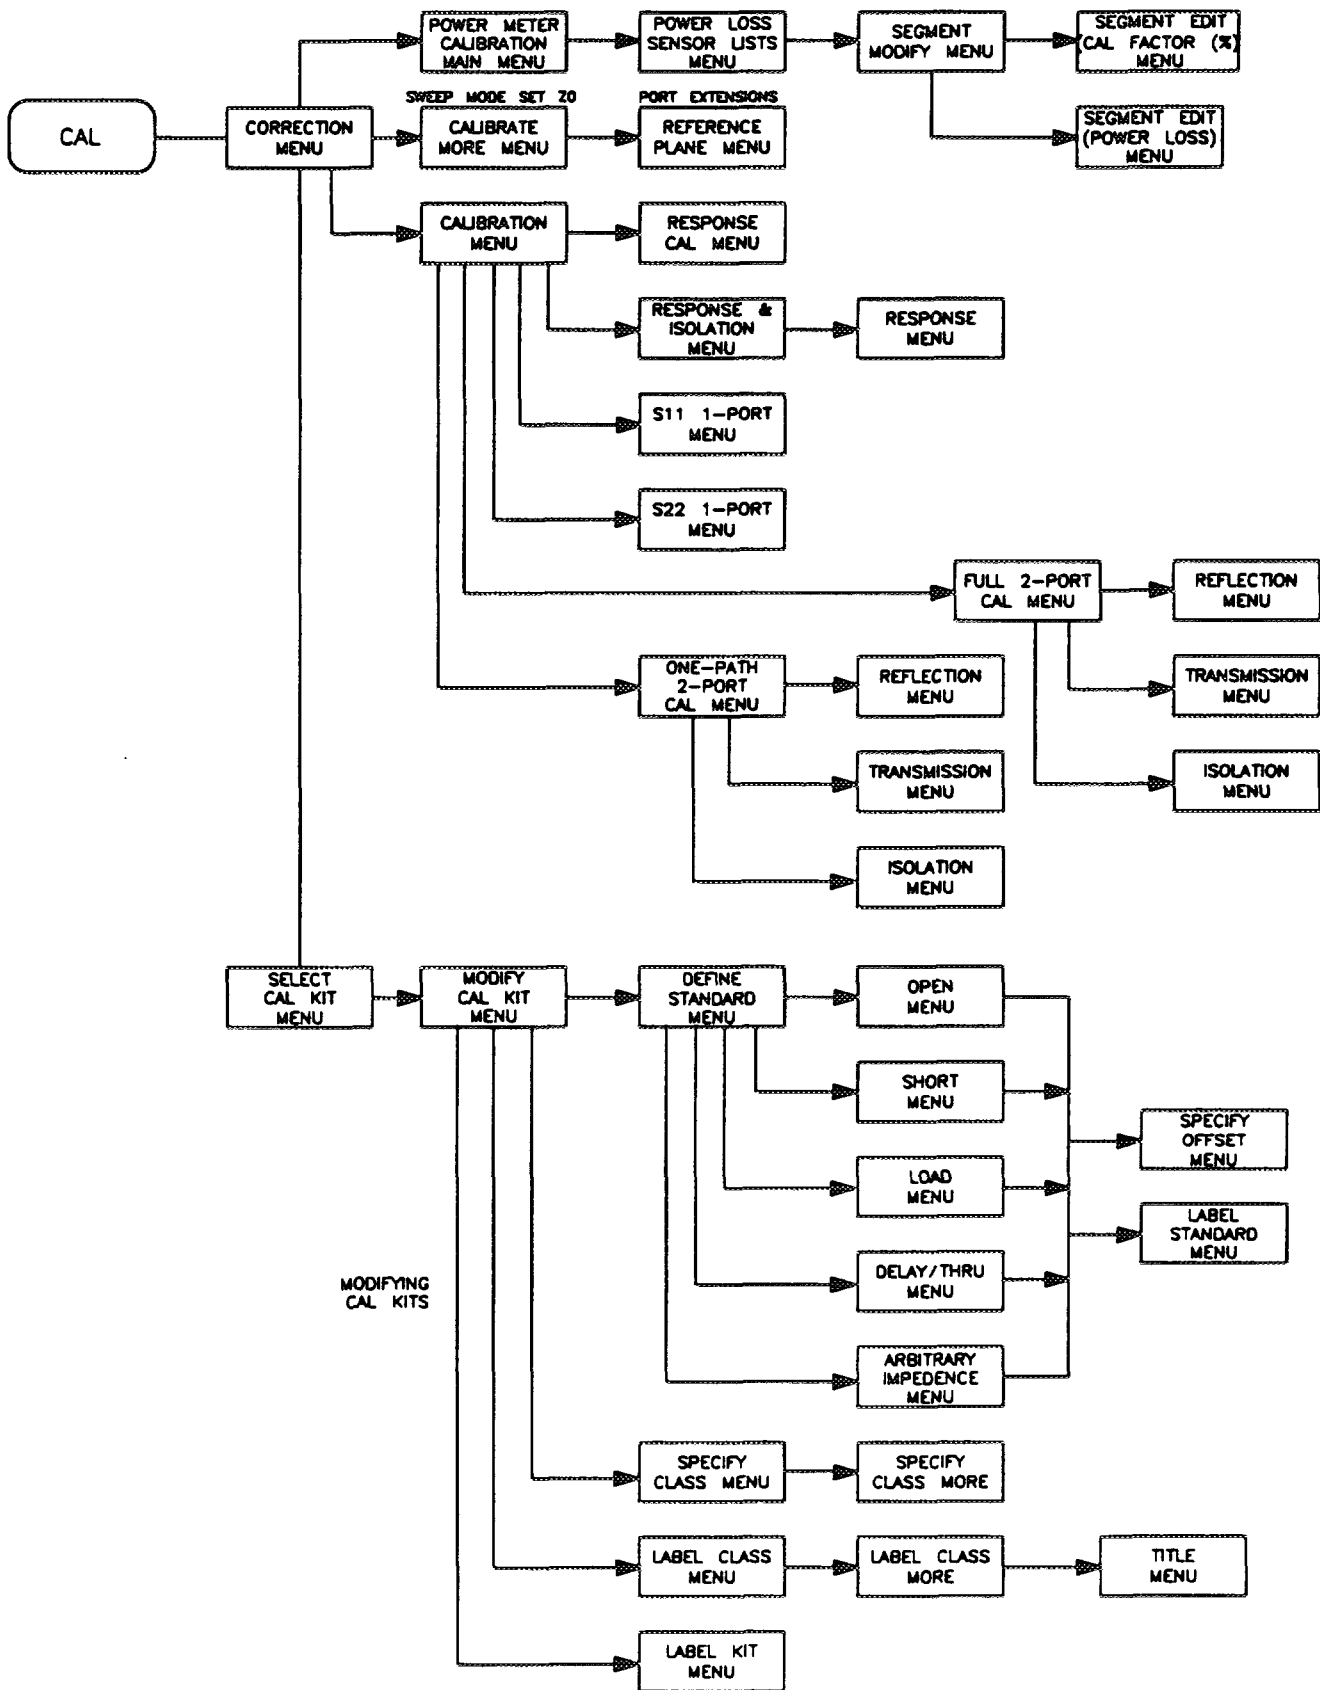 POWER METER
CALIBRATION
MAIN MENU
POWER LOSS
SENSOR LISTS
MENU
SEGMENT
MODIFY MENU
SEGMENT EDIT
(CAL FACTOR (%)
MENU
CAL
CORRECTION
MENU
SWEEP MODE SET Z0
CALIBRATE
MORE MENU
PORT EXTENSIONS
REFERENCE
PLANE MENU
SEGMENT EDIT
(POWER LOSS)
MENU
CALIBRATION
MENU
RESPONSE
CAL MENU
RESPONSE &
ISOLATION
MENU
RESPONSE
MENU
S11 1-PORT
MENU
S22 1-PORT
MENU
FULL 2-PORT
CAL MENU
REFLECTION
MENU
ONE-PATH
2-PORT
CAL MENU
REFLECTION
MENU
TRANSMISSION
MENU
TRANSMISSION
MENU
ISOLATION
MENU
ISOLATION
MENU
SELECT
CAL KIT
MENU
MODIFY
CAL KIT
MENU
DEFINE
STANDARD
MENU
OPEN
MENU
SHORT
MENU
SPECIFY
OFFSET
MENU
LOAD
MENU
LABEL
STANDARD
MENU
MODIFYING
CAL KITS
DELAY/THRU
MENU
ARBITRARY
IMPEDENCE
MENU
SPECIFY
CLASS MENU
SPECIFY
CLASS MORE
LABEL CLASS
MENU
LABEL CLASS
MORE
TITLE
MENU
LABEL KIT
MENU